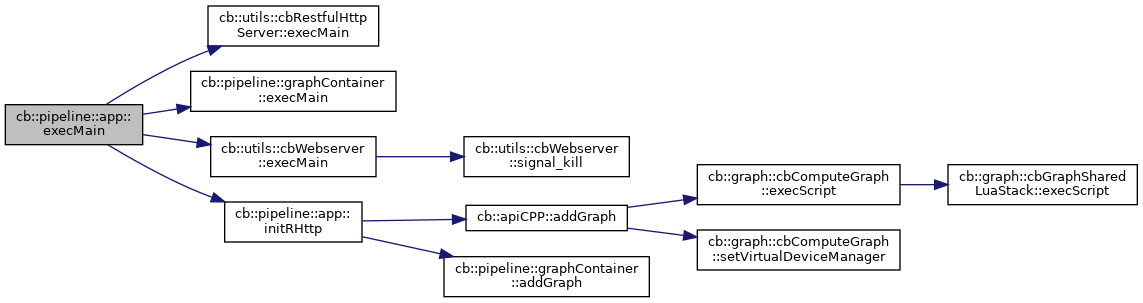 cb::utils::cbRestfulHttp
Server::execMain
cb::pipeline::graphContainer
::execMain
cb::pipeline::app::
execMain
cb::utils::cbWebserver
::execMain
cb::utils::cbWebserver
::signal_kill
cb::graph::cbComputeGraph
::execScript
cb::graph::cbGraphShared
LuaStack::execScript
cb::pipeline::app::
initRHttp
cb::apiCPP::addGraph
cb::graph::cbComputeGraph
::setVirtualDeviceManager
cb::pipeline::graphContainer
::addGraph